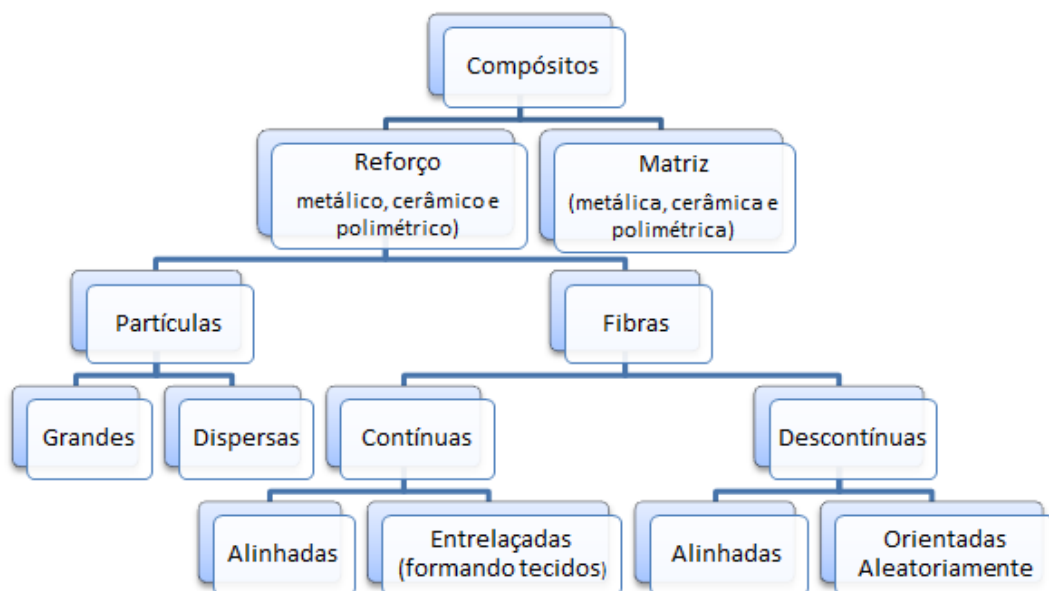 Compósitos
Reforço
metálico, cerâmico e
polimétrico)
Matriz
(metálica, cerâmica e
polimétrica)
Partículas
Fibras
Grandes
Dispersas
Contínuas
Descontínuas
Alinhadas
Entrelaçadas
(formando tecidos)
Alinhadas
Orientadas
Aleatoriamente